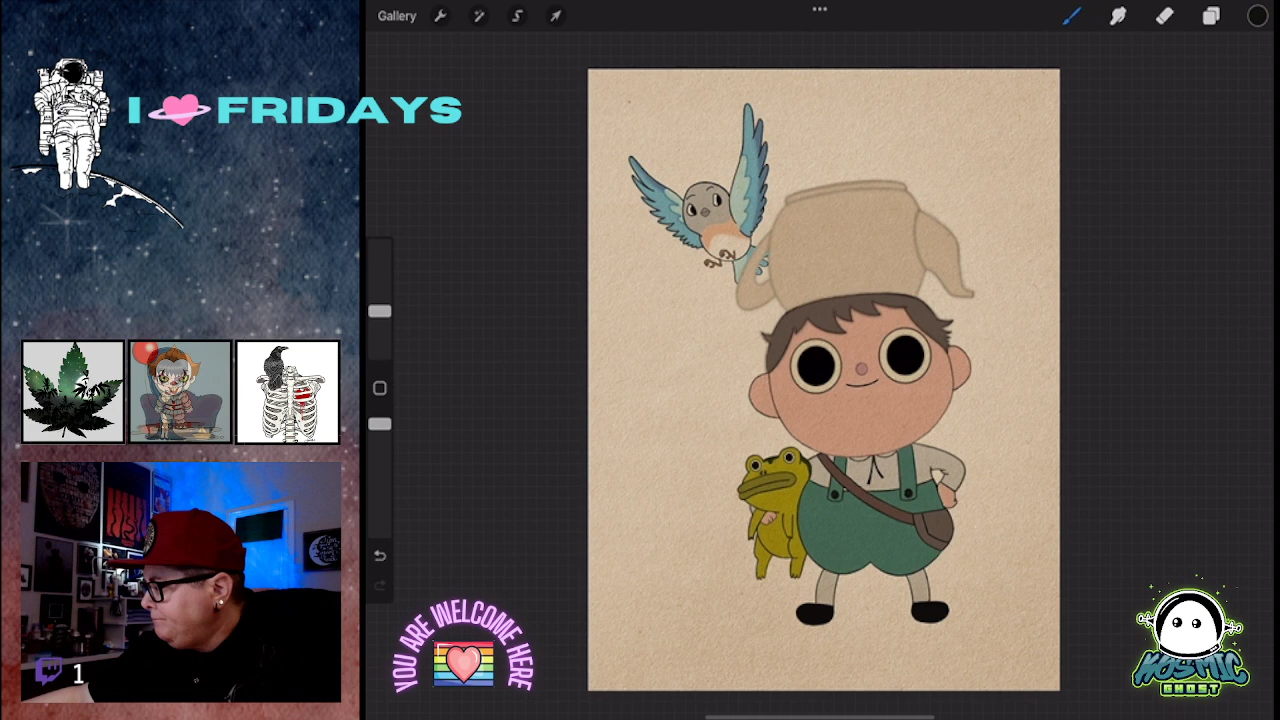 Gallery
I FRIDAYS
1
YOU ARE WELCOME HERE
KOSMIC
GHOST